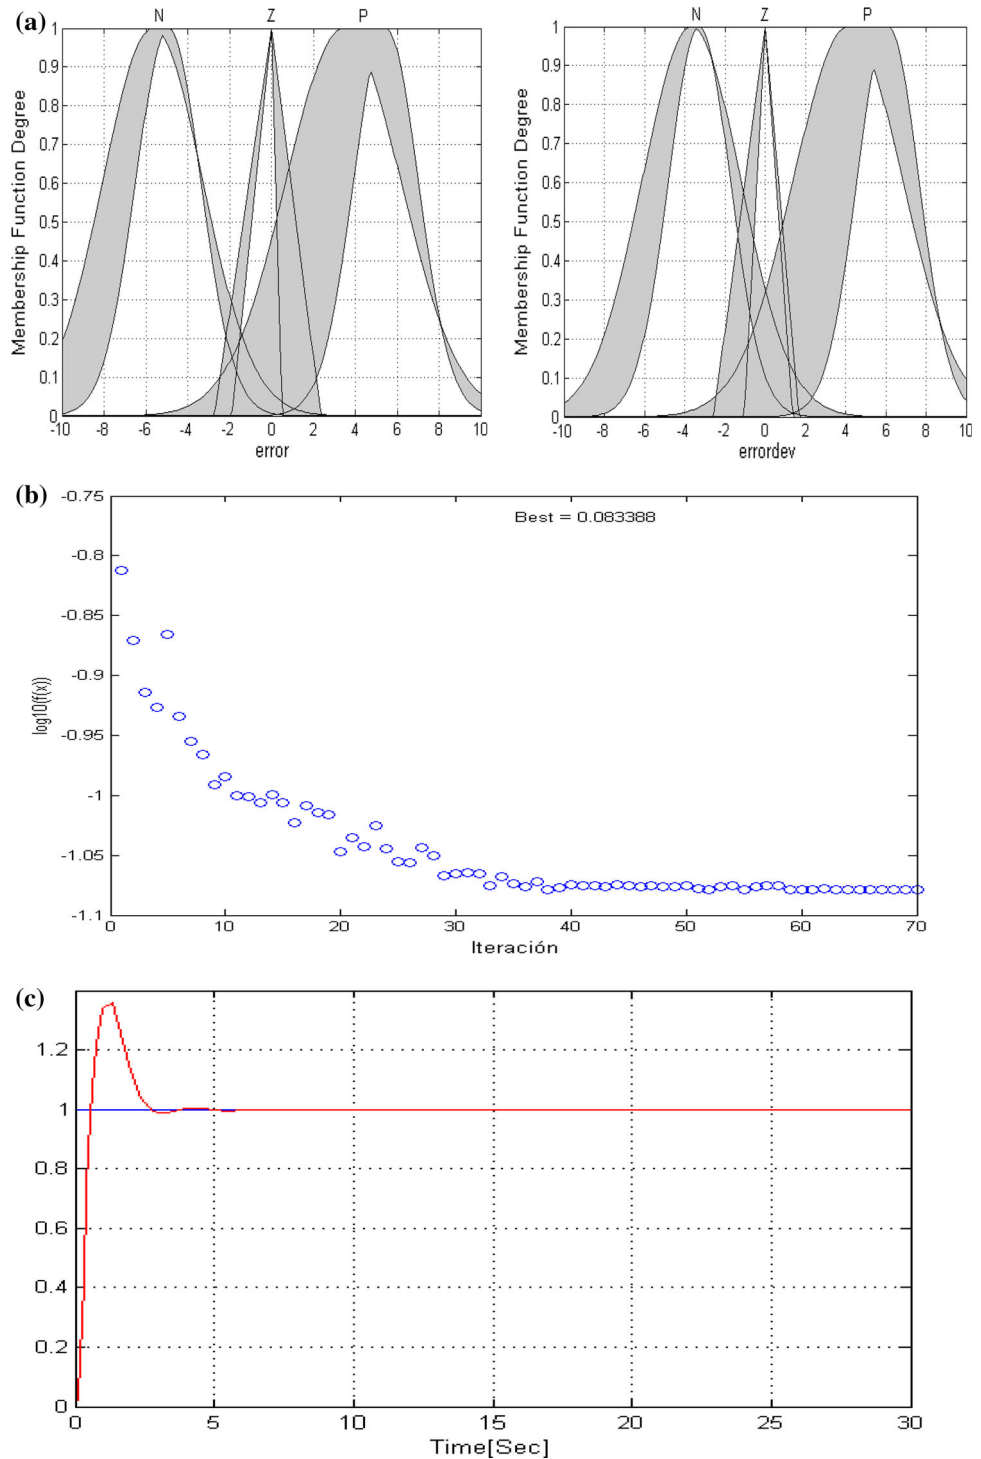 (a)
N Z P
1
0.9
0.8
0.7
0.6
0.5
0.4
0.3
0.2
0.1
0
Membership Function Degree
-10 -8 -6 -4 -2 0 2 4 6 8 10
error
N Z P
1
0.9
0.8
0.7
0.6
0.5
0.4
0.3
0.2
0.1
0
Membership Function Degree
-10 -8 -6 -4 -2 0 2 4 6 8 10
errordev
(b)
-0.75
-0.8
-0.85
-0.9
-0.95
-1
-1.05
-1.1
log10(f(x))
Best = 0.083388
0 10 20 30 40 50 60 70
Iteración
(c)
1.2
1
0.8
0.6
0.4
0.2
0
0 5 10 15 20 25 30
Time[Sec]